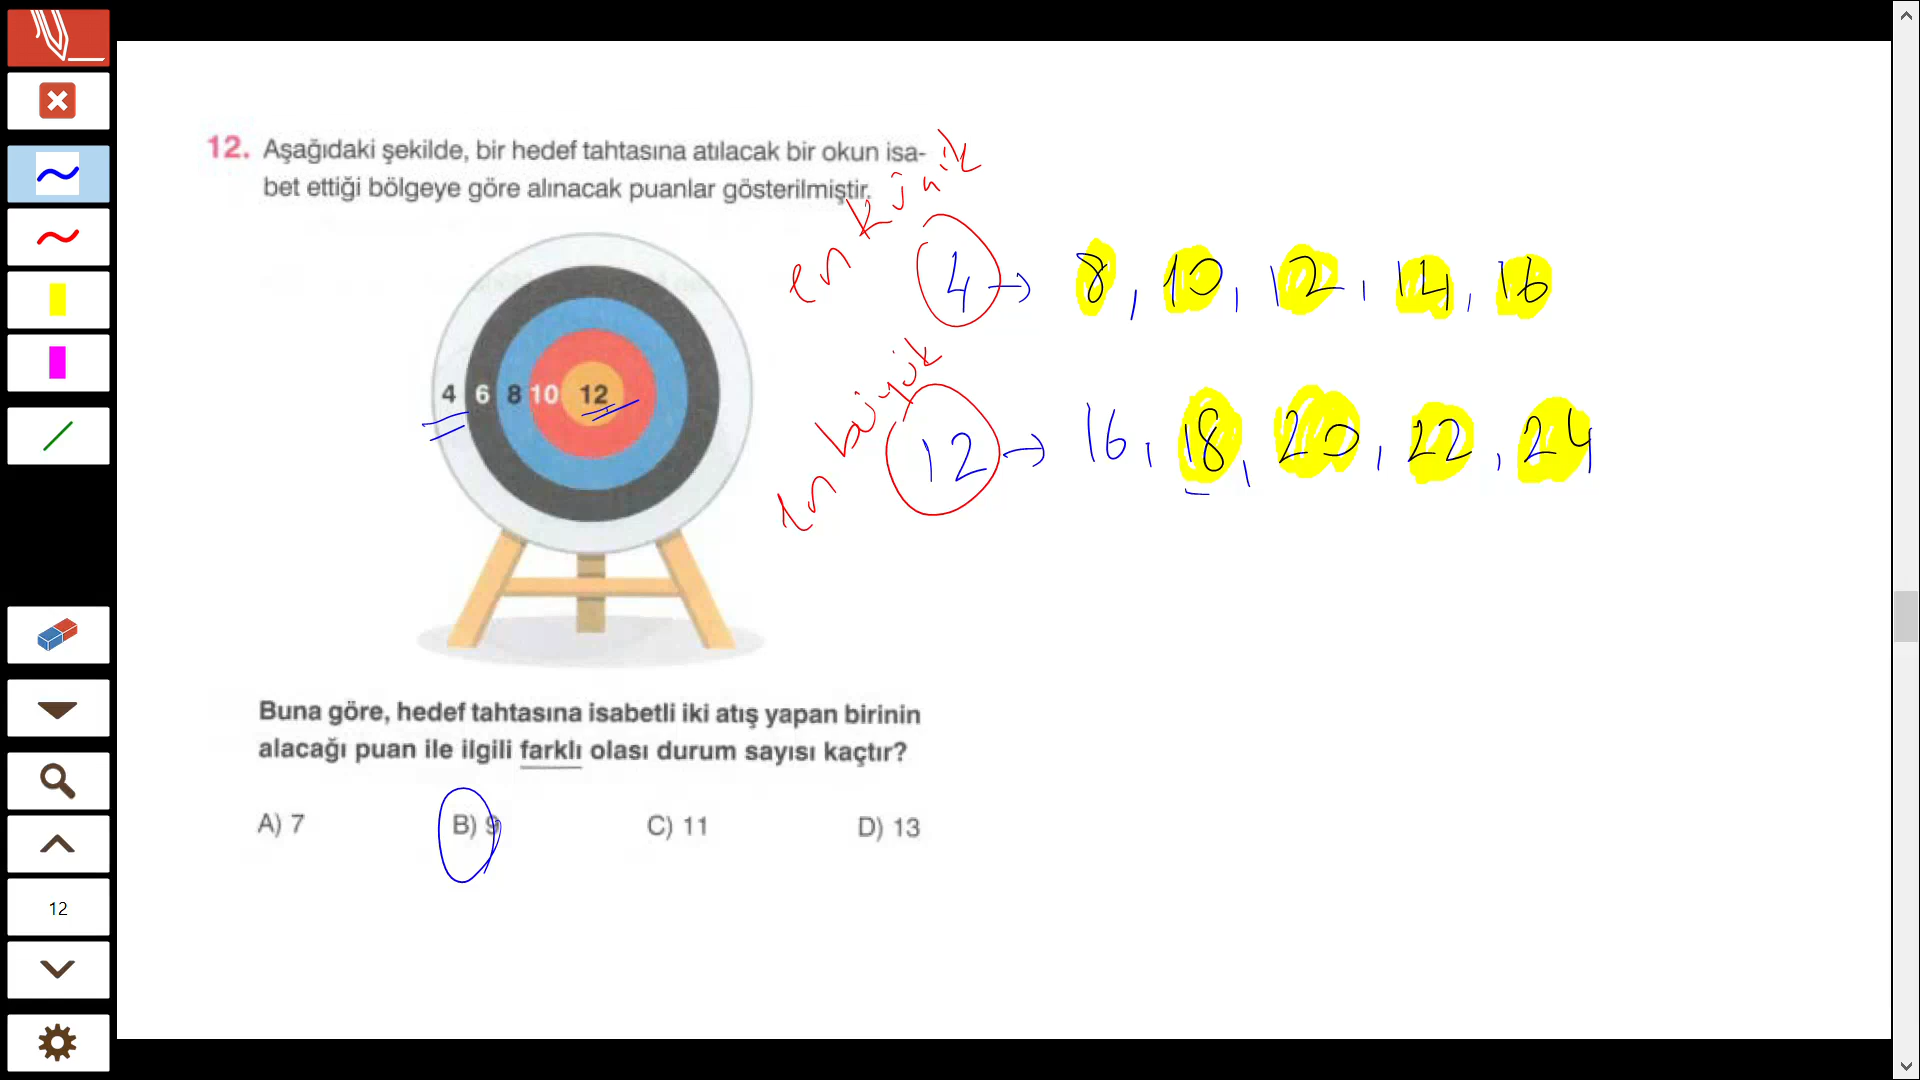 12. Aşağıdaki şekilde, bir hedef tahtasına atılacak bir okun isa-
bet ettiği bölgeye göre alınacak puanlar gösterilmiştir.
en küçük
4 → 8, 10, 12, 14, 16
4 6 8 10 12
en büyük
12 → 16, 18, 20, 22, 24
Buna göre, hedef tahtasına isabetli iki atış yapan birinin
alacağı puan ile ilgili farklı olası durum sayısı kaçtır?
A) 7 B) 9 C) 11 D) 13
12